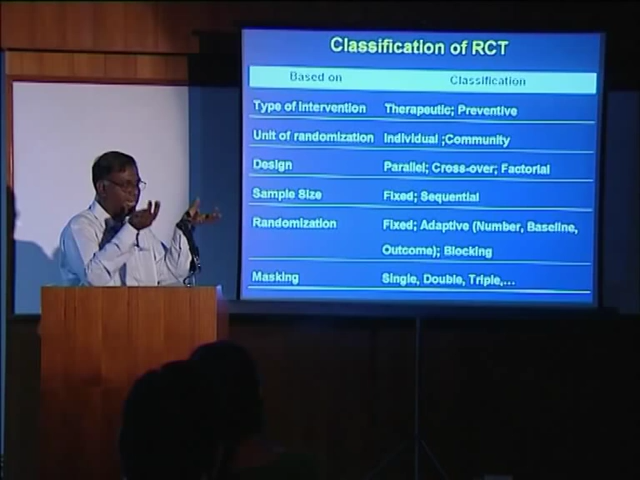 Classification of RCT
Based on Classification
Type of Intervention Therapeutic; Preventive
Unit of randomization Individual ;Community
Design Parallel; Cross-over; Factorial
Sample Size Fixed; Sequential
Randomization Fixed; Adaptive (Number, Baseline,
Outcome); Blocking
Masking Single, Double, Triple,...